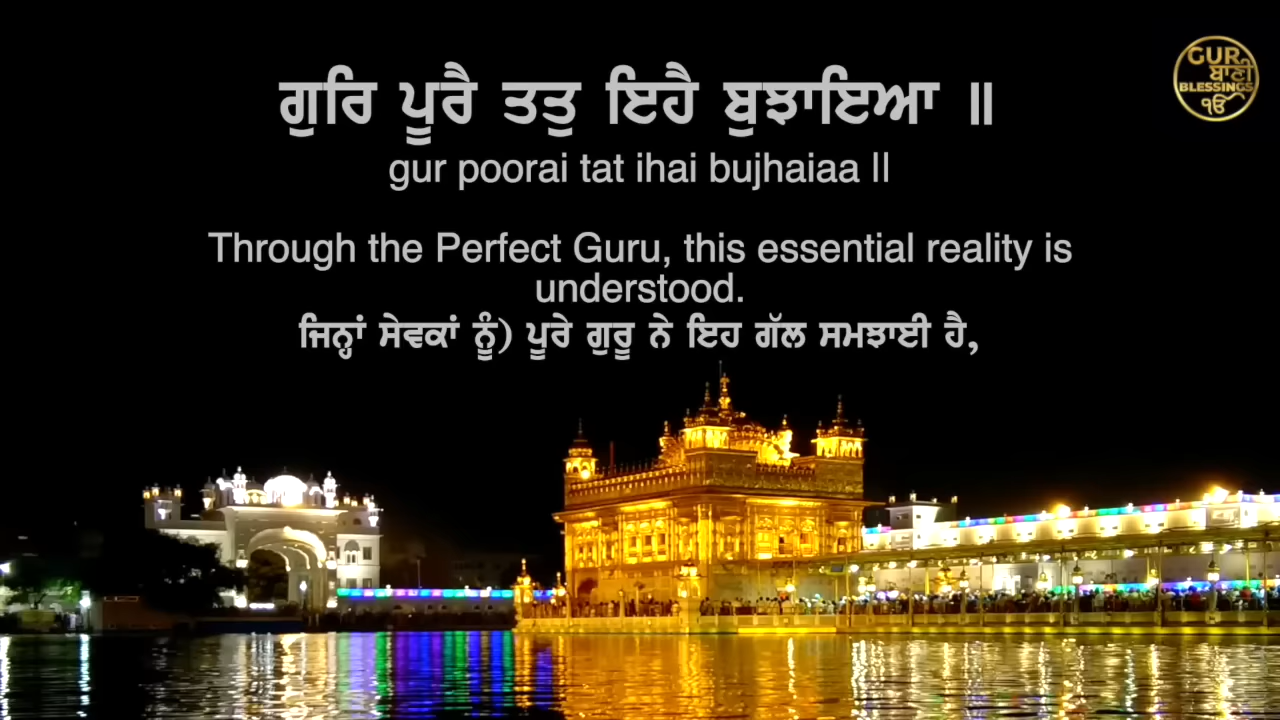 ਗੁਰਿ ਪੂਰੈ ਤਤੁ ਇਹੈ ਬੁਝਾਇਆ ॥
gur poorai tat ihai bujhaiaa ||
Through the Perfect Guru, this essential reality is
understood.
ਜਿਨ੍ਹਾਂ ਸੇਵਕਾਂ ਨੂੰ) ਪੂਰੇ ਗੁਰੂ ਨੇ ਇਹ ਗੱਲ ਸਮਝਾਈ ਹੈ,
GUR
ਬਾਣੀ
BLESSINGS
ੴ